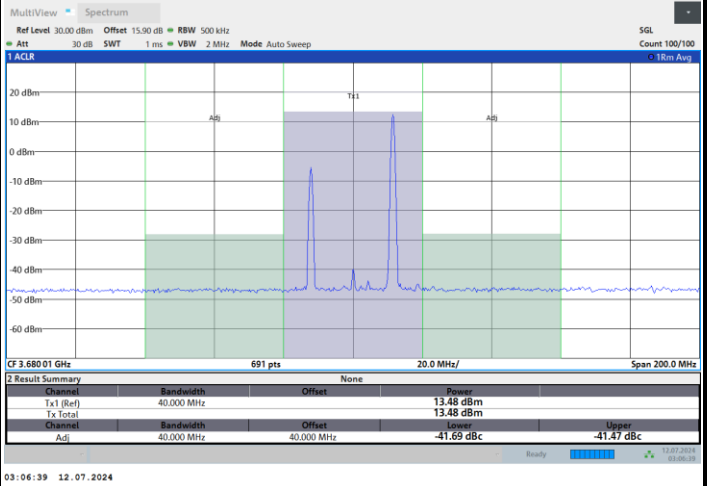 MultiView Spectrum
Ref Level 30.00 dBm Offset 15.90 dB RBW 500 kHz SGL
Att 30 dB SWT 1 ms VBW 2 MHz Mode Auto Sweep Count 100/100
1 ACLR 1Rm Avg
20 dBm
Tx1
10 dBm Adj Adj
0 dBm
-10 dBm
-20 dBm
-30 dBm
-40 dBm
-50 dBm
-60 dBm
CF 3.680 01 GHz 691 pts 20.0 MHz/ Span 200.0 MHz
2 Result Summary None
Channel Bandwidth Offset Power
Tx1 (Ref) 40.000 MHz 13.48 dBm
Tx Total 13.48 dBm
Channel Bandwidth Offset Lower Upper
Adj 40.000 MHz 40.000 MHz -41.69 dBc -41.47 dBc
Ready 12.07.2024
03:06:39
03:06:39 12.07.2024